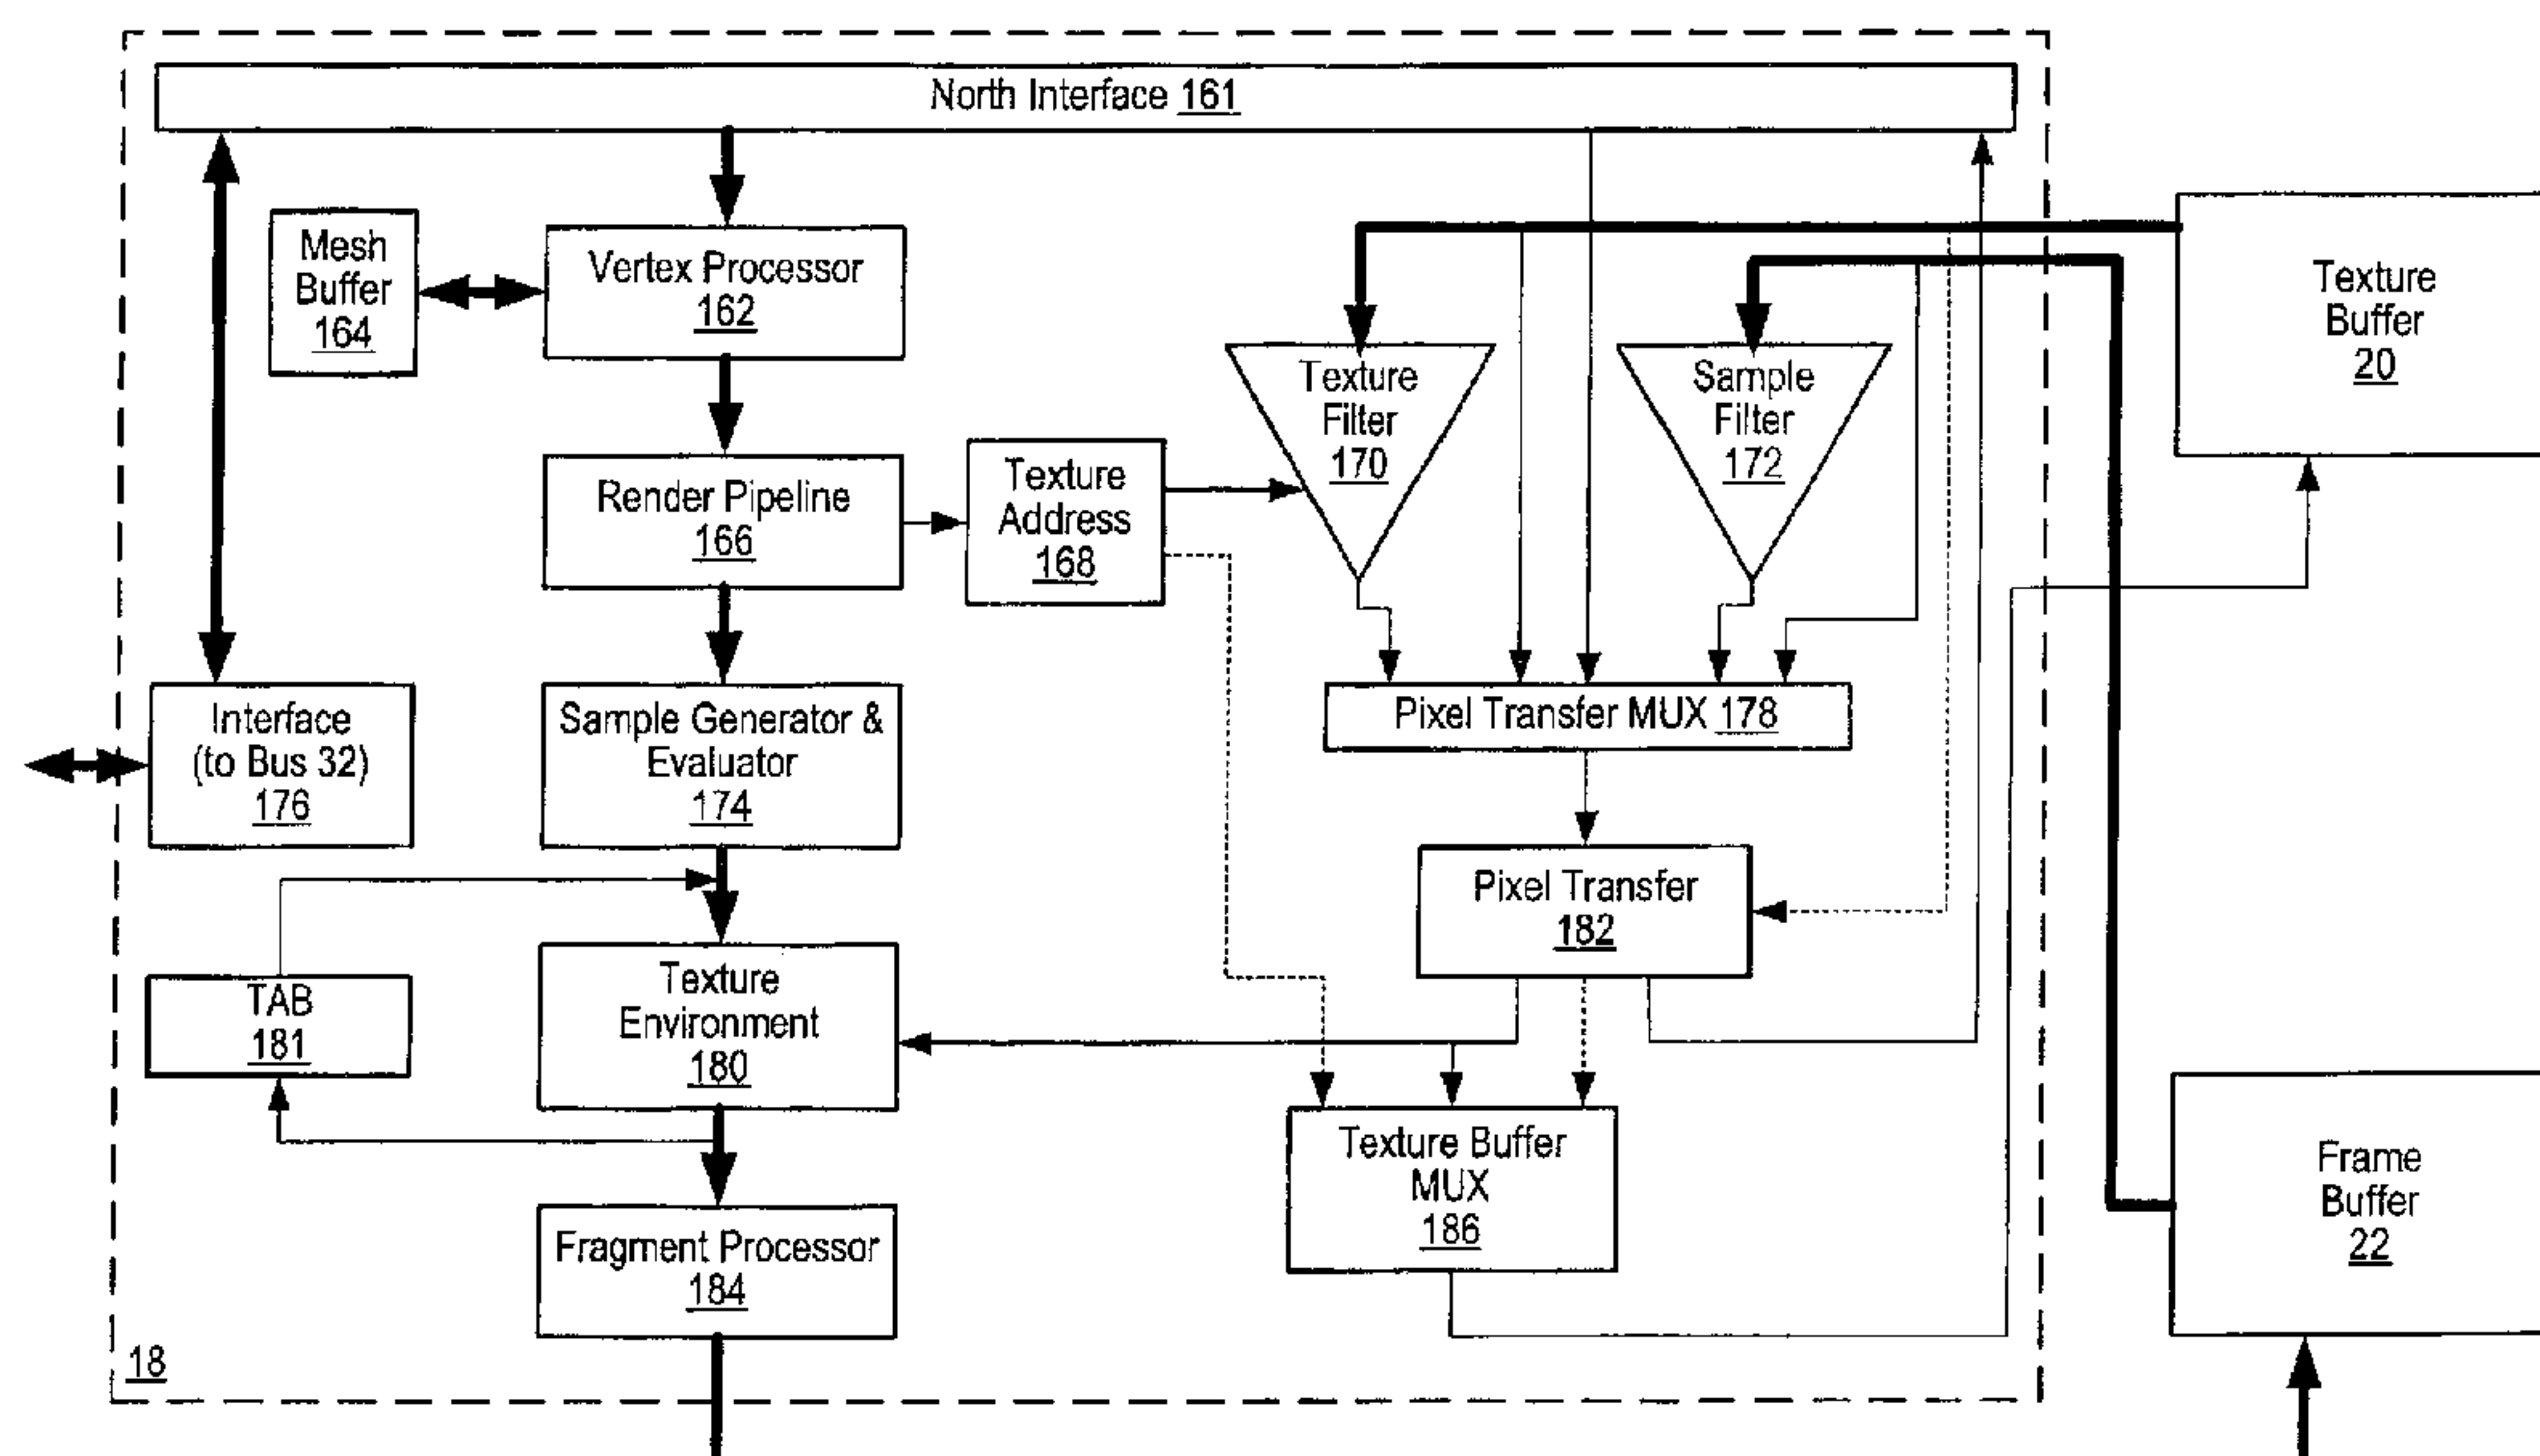 North Interface 161
Mesh
Buffer
164
Vertex Processor
162
Texture
Buffer
20
Texture
Filter
170
Sample
Filter
172
Render Pipeline
166
Texture
Address
168
Interface
(to Bus 32)
176
Sample Generator &
Evaluator
174
Pixel Transfer MUX 178
Pixel Transfer
182
TAB
181
Texture
Environment
180
Texture Buffer
MUX
186
Frame
Buffer
22
Fragment Processor
184
18